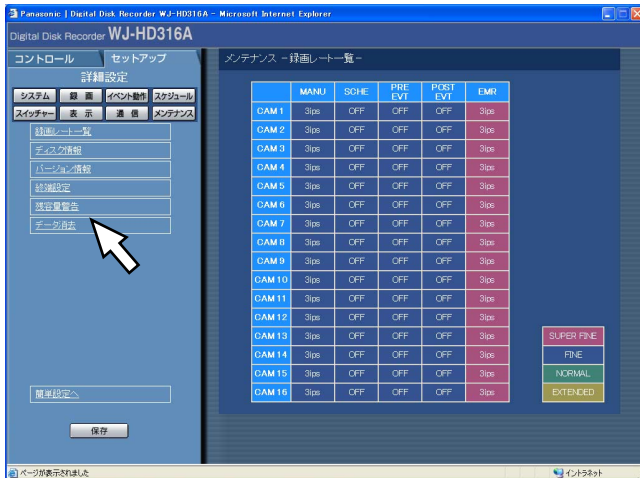 Panasonic | Digital Disk Recorder WJ-HD316A - Microsoft Internet Explorer
Digital Disk Recorder WJ-HD316A
コントロール セットアップ
詳細設定
システム 録画 イベント動作 スケジュール
スイッチャー 表示 通信 メンテナンス
録画レート一覧
ディスク情報
バージョン情報
終端設定
残容量警告
データ消去
簡単設定へ
保存
メンテナンス －録画レート一覧－
MANU SCHE PRE EVT POST EVT EMR
CAM 1 3ips OFF OFF OFF 3ips
CAM 2 3ips OFF OFF OFF 3ips
CAM 3 3ips OFF OFF OFF 3ips
CAM 4 3ips OFF OFF OFF 3ips
CAM 5 3ips OFF OFF OFF 3ips
CAM 6 3ips OFF OFF OFF 3ips
CAM 7 3ips OFF OFF OFF 3ips
CAM 8 3ips OFF OFF OFF 3ips
CAM 9 3ips OFF OFF OFF 3ips
CAM 10 3ips OFF OFF OFF 3ips
CAM 11 3ips OFF OFF OFF 3ips
CAM 12 3ips OFF OFF OFF 3ips
CAM 13 3ips OFF OFF OFF 3ips
CAM 14 3ips OFF OFF OFF 3ips
CAM 15 3ips OFF OFF OFF 3ips
CAM 16 3ips OFF OFF OFF 3ips
SUPER FINE
FINE
NORMAL
EXTENDED
ページが表示されました
イントラネット